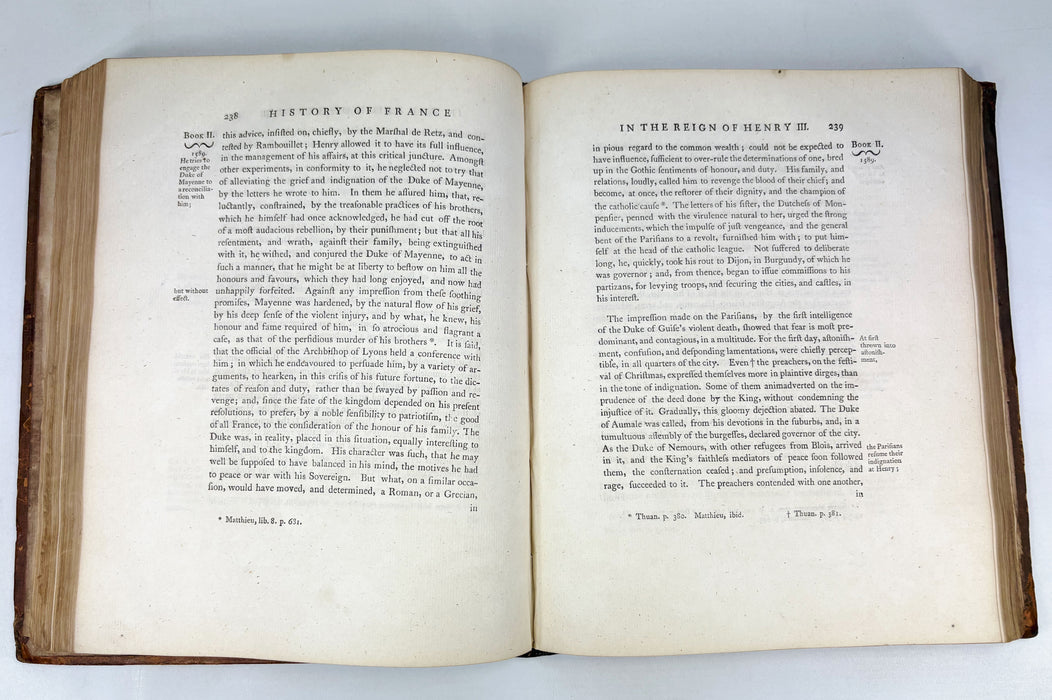 238 HISTORY OF FRANCE
Book II.
1589.
He tries to
engage the
Duke of
Mayenne to
a reconcilia-
tion with
him;
but without
effect.
this advice, insiſted on, chiefly, by the Marſhal de Retz, and con-
teſted by Rambouillet; Henry allowed it to have its full influence,
in the management of his affairs, at this critical juncture. Amongſt
other experiments, in conformity to it, he neglected not to try that
of alleviating the grief and indignation of the Duke of Mayenne,
by the letters he wrote to him. In them he aſſured him, that, re-
luctantly, conſtrained, by the treaſonable practices of his brothers,
which he himſelf had once acknowledged, he had cut off the root
of a moſt audacious rebellion, by their puniſhment; but that all his
reſentment, and wrath, againſt their family, being extinguiſhed
with it, he wiſhed, and conjured the Duke of Mayenne, to act in
ſuch a manner, that he might be at liberty to beſtow on him all the
honours and favours, which they had long enjoyed, and now had
unhappily forfeited. Againſt any impreſſion from theſe ſoothing
promiſes, Mayenne was hardened, by the natural flow of his grief,
by his deep ſenſe of the violent injury, and by what, he knew, his
honour and fame required of him, in ſo atrocious and flagrant a
caſe, as that of the perfidious murder of his brothers *. It is ſaid,
that the official of the Archbiſhop of Lyons held a conference with
him; in which he endeavoured to perſuade him, by a variety of ar-
guments, to hearken, in this criſis of his future fortune, to the dic-
tates of reaſon and duty, rather than be ſwayed by paſſion and re-
venge; and, ſince the fate of the kingdom depended on his preſent
reſolutions, to prefer, by a noble ſenſibility to patriotiſm, the good
of all France, to the conſideration of the honour of his family. The
Duke was, in reality, placed in this ſituation, equally intereſting to
himſelf, and to the kingdom. His character was ſuch, that he may
well be ſuppoſed to have balanced in his mind, the motives he had
to peace or war with his Sovereign. But what, on a ſimilar occa-
ſion, would have moved, and determined, a Roman, or a Grecian,
in
* Matthieu, lib. 8. p. 631.
IN THE REIGN OF HENRY III. 239
in pious regard to the common wealth; could not be expected to
have influence, ſufficient to over-rule the determinations of one, bred
up in the Gothic ſentiments of honour, and duty. His family, and
relations, loudly, called him to revenge the blood of their chief; and
become, at once, the reſtorer of their dignity, and the champion of
the catholic cauſe *. The letters of his ſiſter, the Dutcheſs of Mon-
penſier, penned with the virulence natural to her, urged the ſtrong
inducements, which the impulſe of juſt vengeance, and the general
bent of the Pariſians to a revolt, furniſhed him with; to put him-
ſelf at the head of the catholic league. Not ſuffered to deliberate
long, he, quickly, took his rout to Dijon, in Burgundy, of which he
was governor; and, from thence, began to iſſue commiſſions to his
partizans, for levying troops, and ſecuring the cities, and caſtles, in
his intereſt.
The impreſſion made on the Pariſians, by the firſt intelligence
of the Duke of Guiſe's violent death, ſhowed that fear is moſt pre-
dominant, and contagious, in a multitude. For the firſt day, aſtoniſh-
ment, confuſion, and deſponding lamentations, were chiefly percep-
tible, in all quarters of the city. Even † the preachers, on the feſti-
val of Chriſtmas, expreſſed themſelves more in plaintive dirges, than
in the tone of indignation. Some of them animadverted on the im-
prudence of the deed done by the King, without condemning the
injuſtice of it. Gradually, this gloomy dejection abated. The Duke
of Aumale was called, from his devotions in the ſuburbs, and, in a
tumultuous aſſembly of the burgeſſes, declared governor of the city.
As the Duke of Nemours, with other refugees from Blois, arrived
in it, and the King's faithleſs mediators of peace ſoon followed
them, the conſternation ceaſed; and preſumption, inſolence, and
rage, ſucceeded to it. The preachers contended with one another,
in
Book II.
1589.
At firſt
thrown into
aſtoniſh-
ment,
the Pariſians
reſume their
indignation
at Henry;
* Thuan. p. 380. Matthieu, ibid.
† Thuan. p. 381.